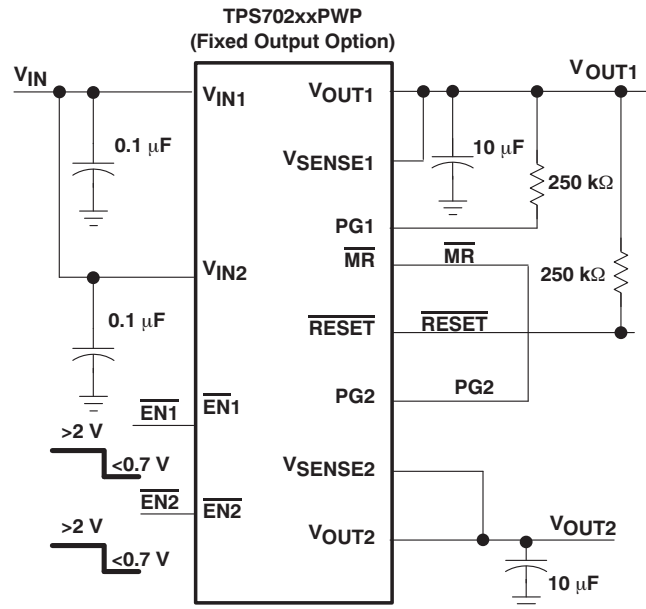 TPS702xxPWP
(Fixed Output Option)
VIN
VIN1
VOUT1
VOUT1
0.1 μF
VSENSE1
10 μF
250 kΩ
PG1
MR
MR
VIN2
250 kΩ
0.1 μF
RESET
RESET
PG2
PG2
EN1
EN1
>2 V
<0.7 V
VSENSE2
EN2
EN2
>2 V
<0.7 V
VOUT2
VOUT2
10 μF